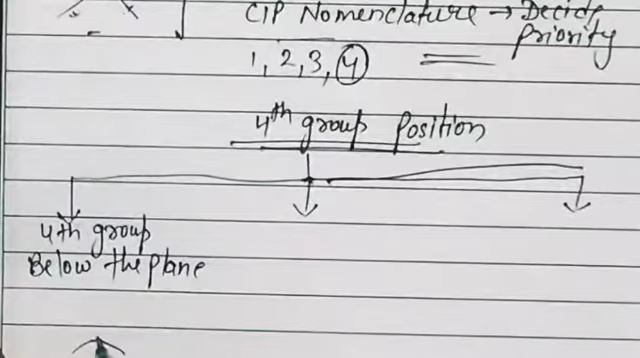 CIP Nomenclature → Decide
Priority
1, 2, 3, 4
4th group Position
4th group
Below the plane